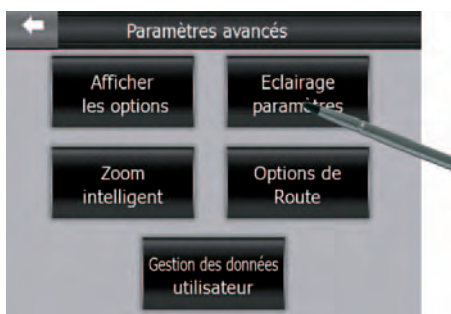 Paramètres avancés
Afficher
les options
Eclairage
paramètres
Zoom
intelligent
Options de
Route
Gestion des données
utilisateur